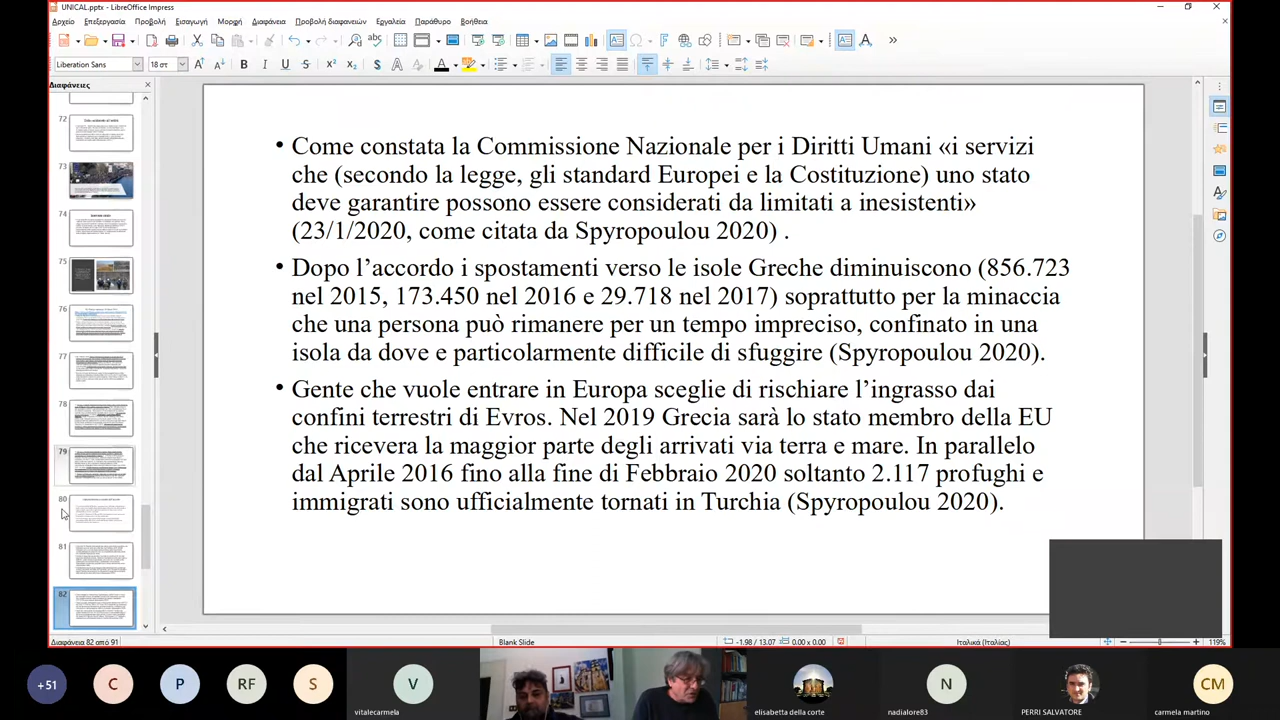 UNICAL.pptx - LibreOffice Impress
Αρχείο Επεξεργασία Προβολή Εισαγωγή Μορφή Διαφάνεια Προβολή διαφανειών Εργαλεία Παράθυρο Βοήθεια
Liberation Sans 18 στ
Διαφάνειες
72
73
74
75
76
77
78
79
80
81
82
• Come constata la Commissione Nazionale per i Diritti Umani «ι servizi
che (secondo la legge, gli standard Europei e la Costituzione) uno stato
deve garantire possono essere considerati da limitati a inesistenti»
(23/1/2020, come citata da Spyropoulou 2020) .
• Dopo l’accordo i spostamenti verso le isole Greche diminuiscono (856.723
nel 2015, 173.450 nel 2016 e 29.718 nel 2017) soprattutto per la minaccia
che una persona può rimanere per un tempo impreciso, confinato in una
isola da dove e particolarmente difficile di sfuggire (Spyropoulou 2020).
• Gente che vuole entrare in Europa sceglie di rischiare l’ingrasso dai
confini terrestri di Evros. Nel 2019 Grecia sarà lo stato membro della EU
che ricevera la maggior parte degli arrivati via terra e mare. In parallelo
dal Aprile 2016 fino alla fine di Febbraio 2020 soltanto 2.117 profughi e
immigrati sono ufficialmente tornati in Turchia (Spyropoulou 2020).
Διαφάνεια 82 από 91 Blank Slide -1.98 / 13.07 0.00 x 0.00 Ιταλικά (Ιταλίας) 119%
+51 C P RF S V N CM
vitalecarmela elisabetta della corte nadialore83 PERRI SALVATORE carmela martino